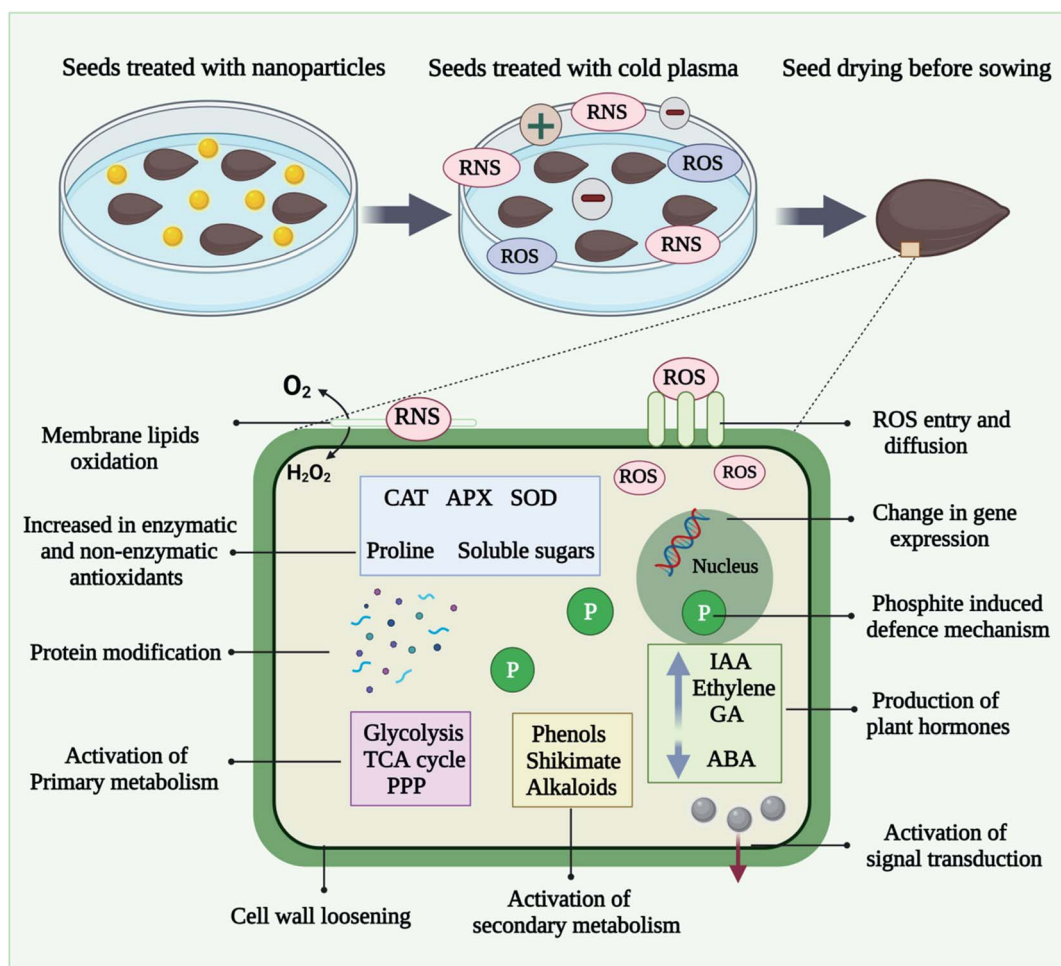 Seeds treated with nanoparticles
Seeds treated with cold plasma
Seed drying before sowing
+
RNS
-
RNS
ROS
-
ROS
RNS
O₂
RNS
ROS
Membrane lipids
oxidation
H₂O₂
ROS
ROS
ROS entry and
diffusion
CAT APX SOD
Proline Soluble sugars
Increased in enzymatic
and non-enzymatic
antioxidants
Nucleus
Change in gene
expression
P
P
Phosphite induced
defence mechanism
Protein modification
P
IAA
Ethylene
GA
ABA
Production of
plant hormones
Glycolysis
TCA cycle
PPP
Phenols
Shikimate
Alkaloids
Activation of
Primary metabolism
Activation of
signal transduction
Cell wall loosening
Activation of
secondary metabolism